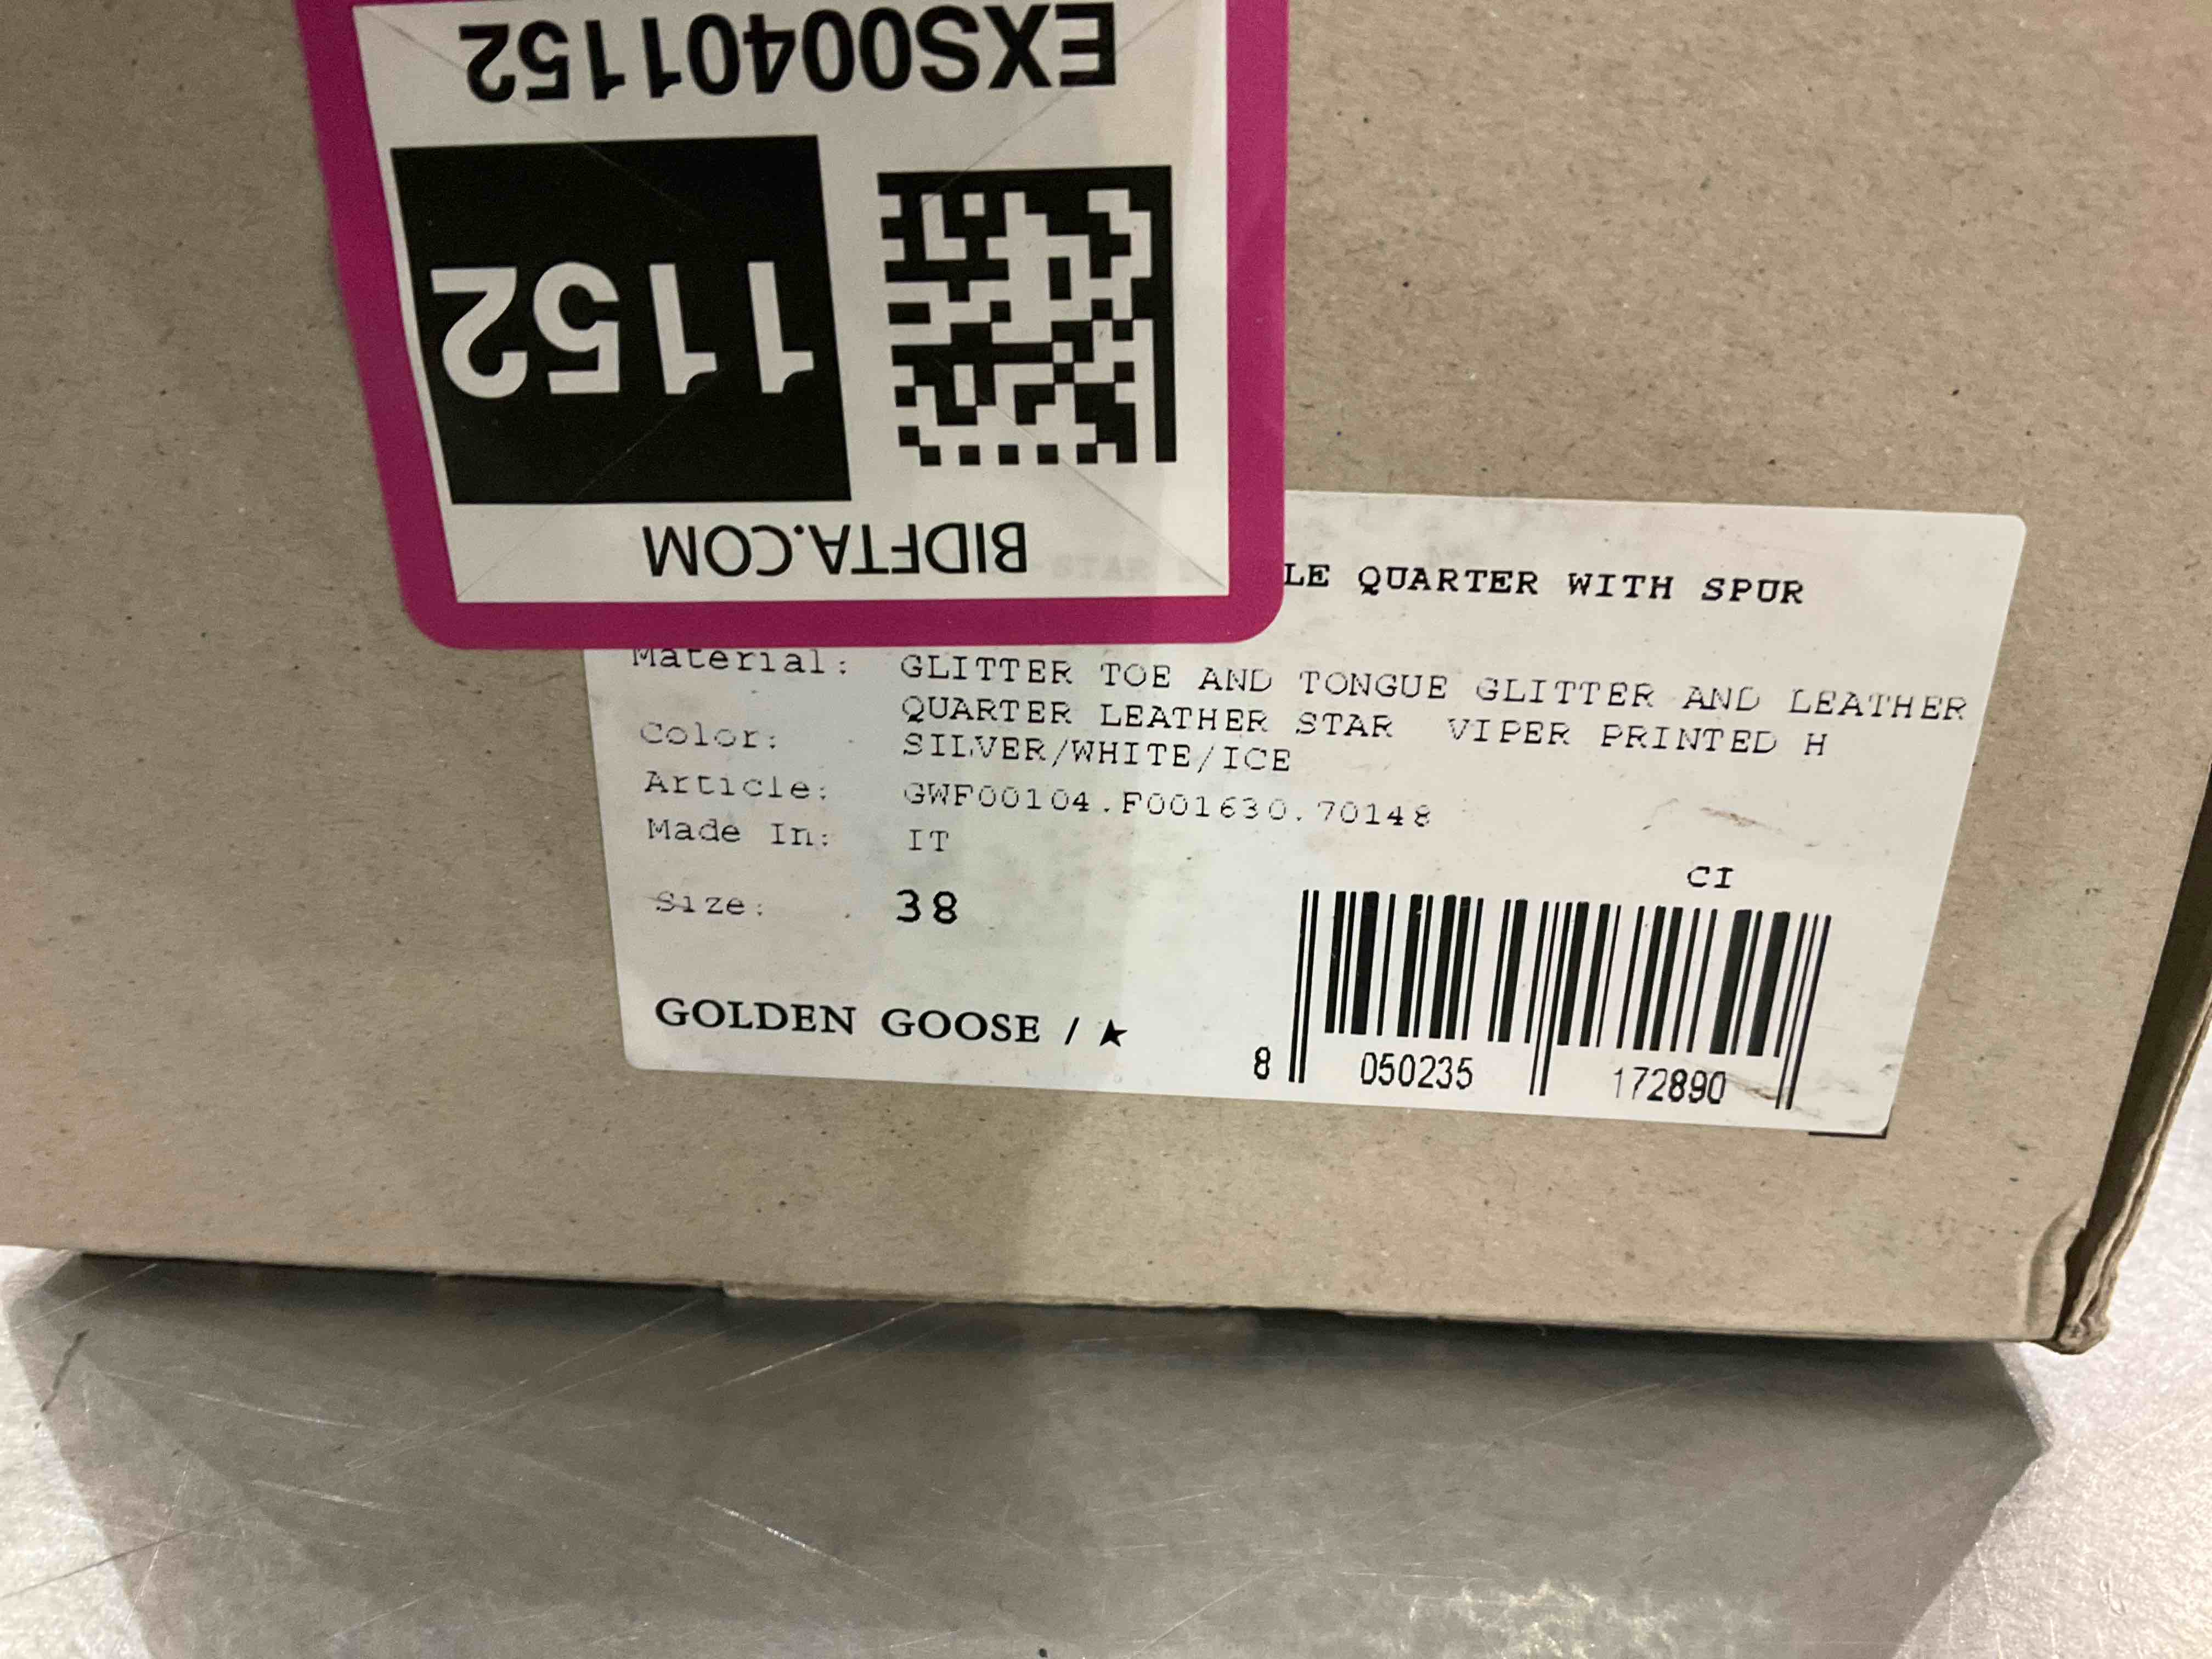 EXS00401152
1152
BIDFTA.COM
LE QUARTER WITH SPUR
Material: GLITTER TOE AND TONGUE GLITTER AND LEATHER
QUARTER LEATHER STAR VIPER PRINTED H
Color: SILVER/WHITE/ICE
Article: GWF00104.F001630.70148
Made In: IT
CI
Size: 38
GOLDEN GOOSE / ★
8 050235 172890